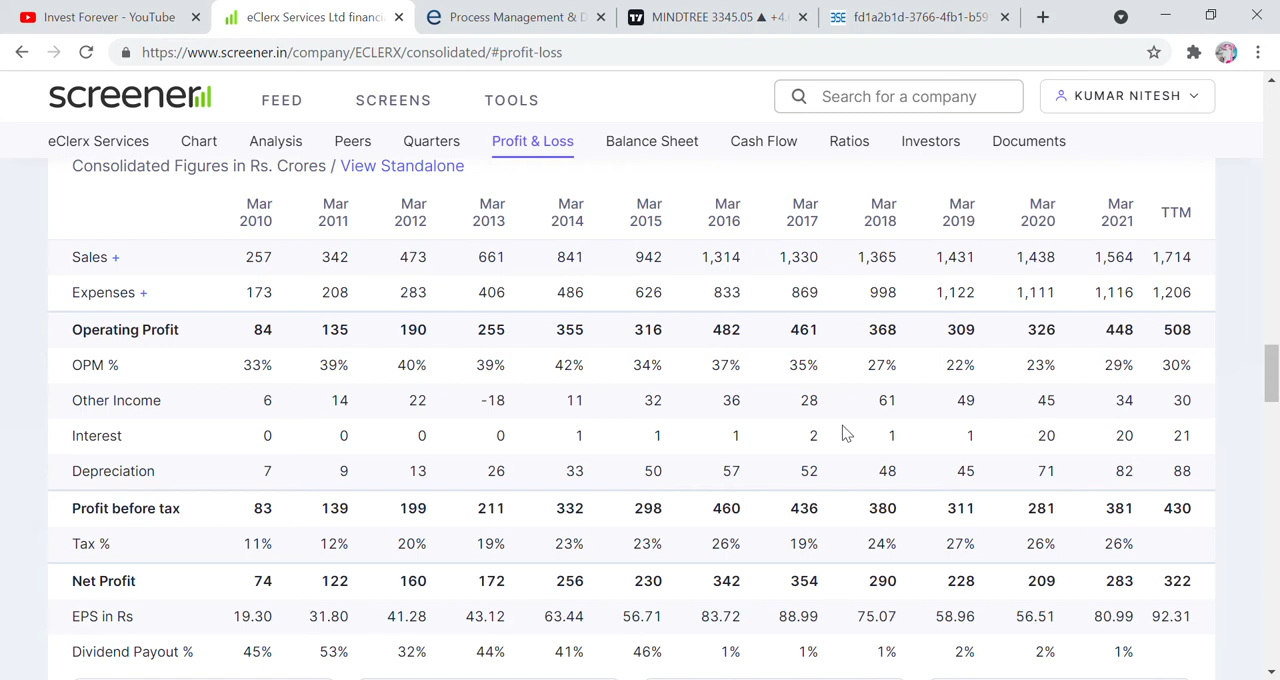 Invest Forever - YouTube × eClerx Services Ltd financi × Process Management & D × MINDTREE 3345.05 ▲ +4. × BSE fd1a2b1d-3766-4fb1-b59 × +
https://www.screener.in/company/ECLERX/consolidated/#profit-loss
screener FEED SCREENS TOOLS Search for a company KUMAR NITESH
eClerx Services Chart Analysis Peers Quarters Profit & Loss Balance Sheet Cash Flow Ratios Investors Documents
Consolidated Figures in Rs. Crores / View Standalone
Mar 2010 Mar 2011 Mar 2012 Mar 2013 Mar 2014 Mar 2015 Mar 2016 Mar 2017 Mar 2018 Mar 2019 Mar 2020 Mar 2021 TTM
Sales + 257 342 473 661 841 942 1,314 1,330 1,365 1,431 1,438 1,564 1,714
Expenses + 173 208 283 406 486 626 833 869 998 1,122 1,111 1,116 1,206
Operating Profit 84 135 190 255 355 316 482 461 368 309 326 448 508
OPM % 33% 39% 40% 39% 42% 34% 37% 35% 27% 22% 23% 29% 30%
Other Income 6 14 22 -18 11 32 36 28 61 49 45 34 30
Interest 0 0 0 0 1 1 1 2 1 1 20 20 21
Depreciation 7 9 13 26 33 50 57 52 48 45 71 82 88
Profit before tax 83 139 199 211 332 298 460 436 380 311 281 381 430
Tax % 11% 12% 20% 19% 23% 23% 26% 19% 24% 27% 26% 26%
Net Profit 74 122 160 172 256 230 342 354 290 228 209 283 322
EPS in Rs 19.30 31.80 41.28 43.12 63.44 56.71 83.72 88.99 75.07 58.96 56.51 80.99 92.31
Dividend Payout % 45% 53% 32% 44% 41% 46% 1% 1% 1% 2% 2% 1%